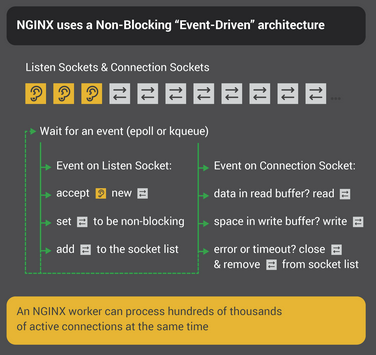 NGINX uses a Non-Blocking “Event-Driven” architecture
Listen Sockets & Connection Sockets
...
Wait for an event (epoll or kqueue)
Event on Listen Socket:
accept new
set to be non-blocking
add to the socket list
Event on Connection Socket:
data in read buffer? read
space in write buffer? write
error or timeout? close
& remove from socket list
An NGINX worker can process hundreds of thousands
of active connections at the same time